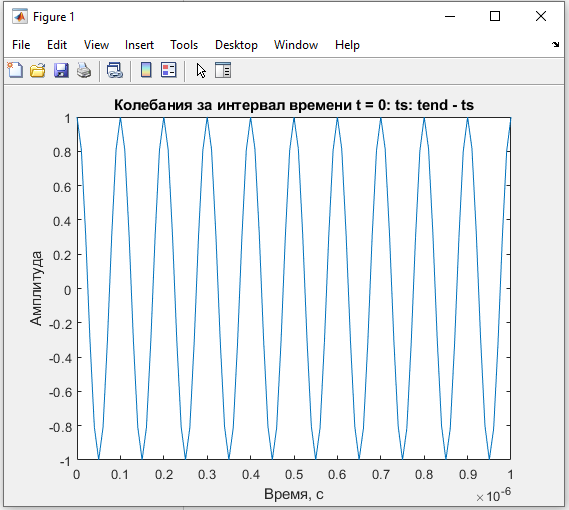 Figure 1
File Edit View Insert Tools Desktop Window Help
Колебания за интервал времени t = 0: ts: tend - ts
Амплитуда
1
0.8
0.6
0.4
0.2
0
-0.2
-0.4
-0.6
-0.8
-1
0 0.1 0.2 0.3 0.4 0.5 0.6 0.7 0.8 0.9 1
Время, с
×10⁻⁶